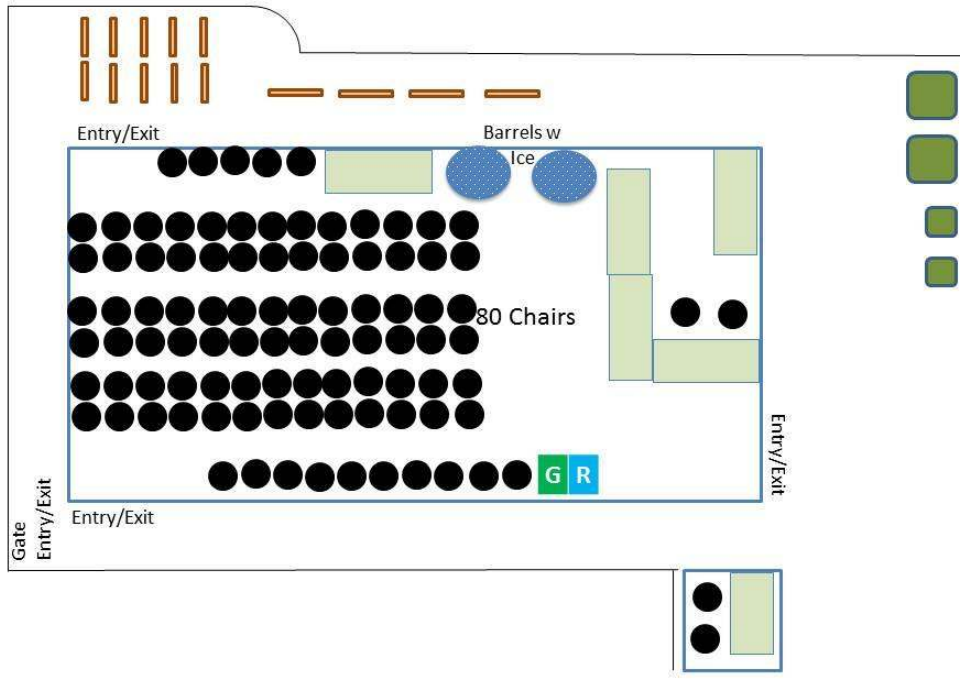 Entry/Exit
Barrels w
Ice
80 Chairs
Entry/Exit
G R
Entry/Exit
Gate
Entry/Exit